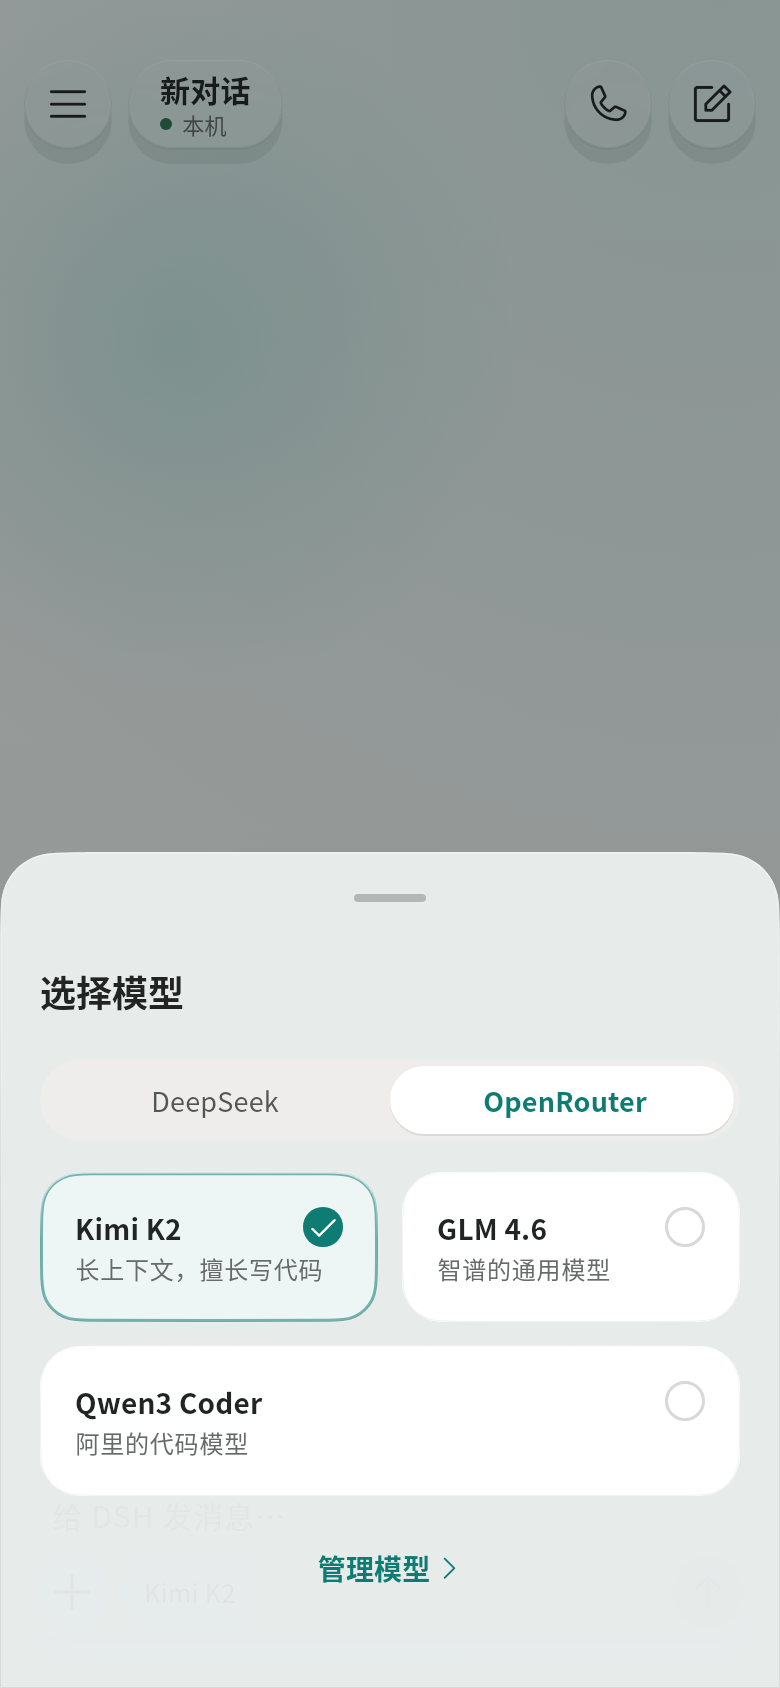 新对话
本机
选择模型
DeepSeek
OpenRouter
Kimi K2
长上下文，擅长写代码
GLM 4.6
智谱的通用模型
Qwen3 Coder
阿里的代码模型
给 DSH 发消息…
管理模型
Kimi K2